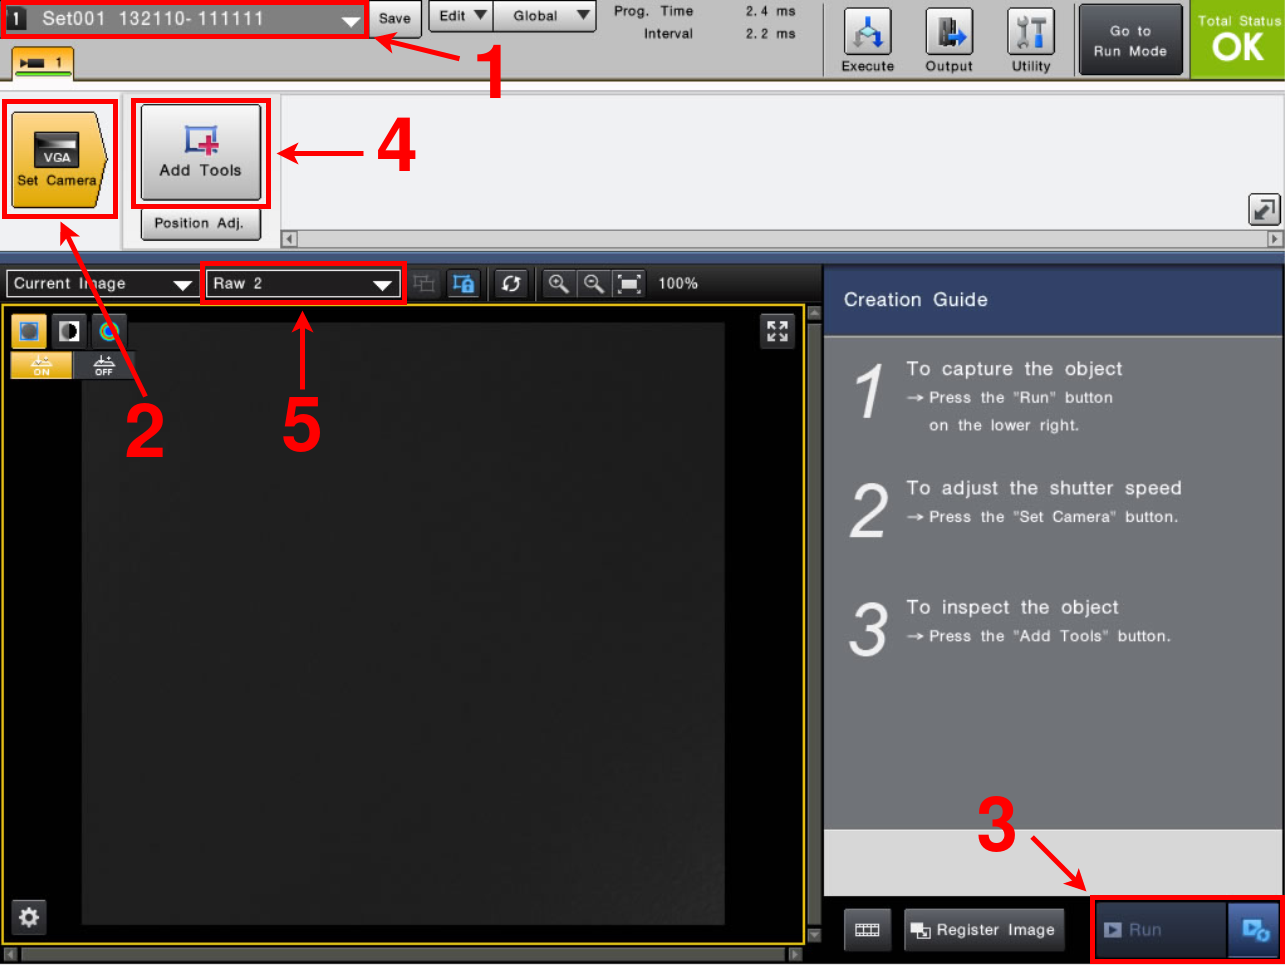 1 Set001 132110-111111
Save
Edit
Global
Prog. Time 2.4 ms
Interval 2.2 ms
Execute
Output
Utility
Go to
Run Mode
Total Status
OK
1
1
VGA
Set Camera
Add Tools
Position Adj.
4
Current Image
Raw 2
100%
ON
OFF
2
5
Creation Guide
1 To capture the object
→ Press the "Run" button
on the lower right.
2 To adjust the shutter speed
→ Press the "Set Camera" button.
3 To inspect the object
→ Press the "Add Tools" button.
3
Register Image
Run